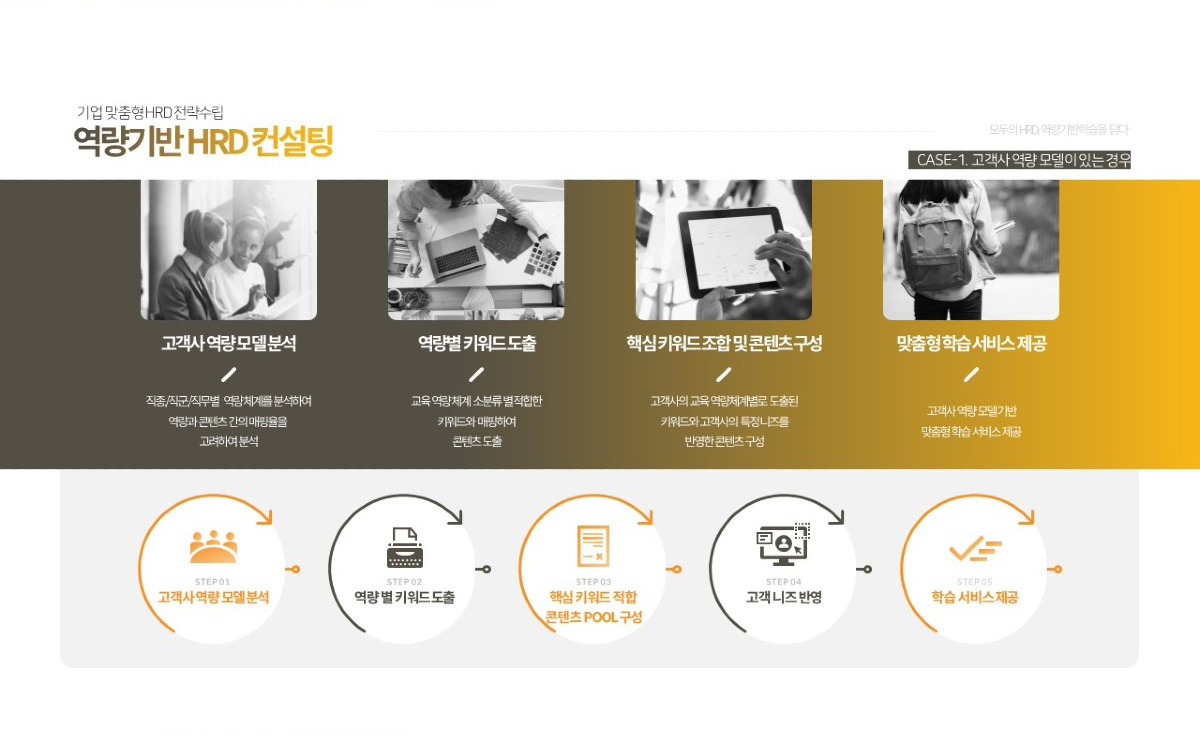 기업 맞춤형 HRD 전략수립
역량기반 HRD 컨설팅
모두의 HRD, 역량기반학습을 담다
CASE-1. 고객사 역량 모델이 있는 경우
고객사 역량 모델 분석
직종/직군/직무별 역량체계를 분석하여
역량과 콘텐츠 간의 매핑율을
고려하여 분석
역량별 키워드 도출
교육 역량 체계 소분류 별 적합한
키워드와 매핑하여
콘텐츠 도출
핵심 키워드 조합 및 콘텐츠 구성
고객사의 교육 역량체계별로 도출된
키워드와 고객사의 특정 니즈를
반영한 콘텐츠 구성
맞춤형 학습 서비스 제공
고객사 역량 모델기반
맞춤형 학습 서비스 제공
STEP 01
고객사 역량 모델 분석
STEP 02
역량 별 키워드 도출
STEP 03
핵심 키워드 적합
콘텐츠 POOL 구성
STEP 04
고객 니즈 반영
STEP 05
학습 서비스 제공